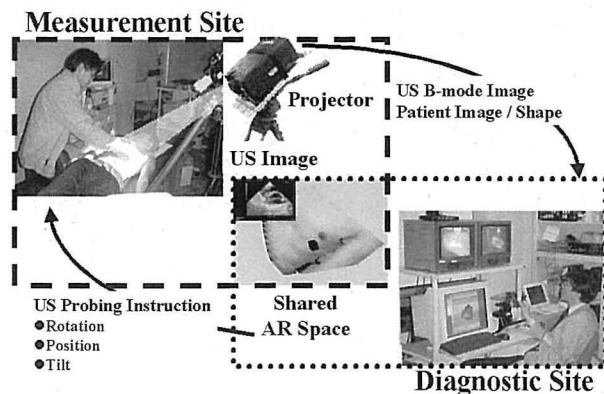 Measurement Site
Projector
US Image
US B-mode Image
Patient Image / Shape
US Probing Instruction
●Rotation
●Position
●Tilt
Shared
AR Space
Diagnostic Site